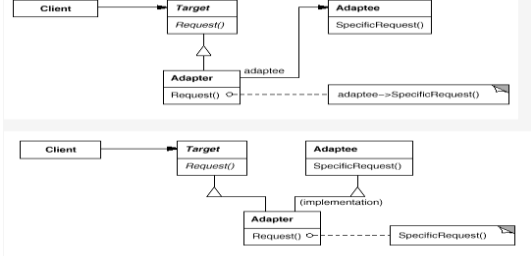 Client
Target
Request()
Adaptee
SpecificRequest()
Adapter
Request()
adaptee
adaptee->SpecificRequest()
Client
Target
Request()
Adaptee
SpecificRequest()
(implementation)
Adapter
Request()
SpecificRequest()